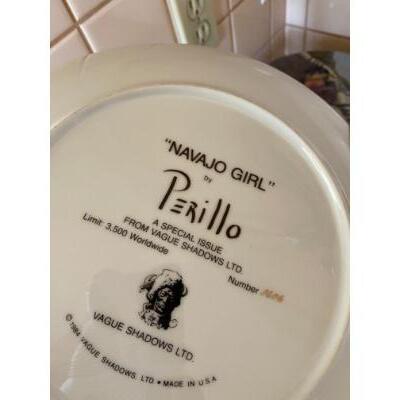 "NAVAJO GIRL"
by
Perillo
A SPECIAL ISSUE
FROM VAGUE SHADOWS LTD.
Limit: 3,500 Worldwide
Number
VAGUE SHADOWS LTD.
© 1984 VAGUE SHADOWS. LTD. • MADE IN U.S.A.